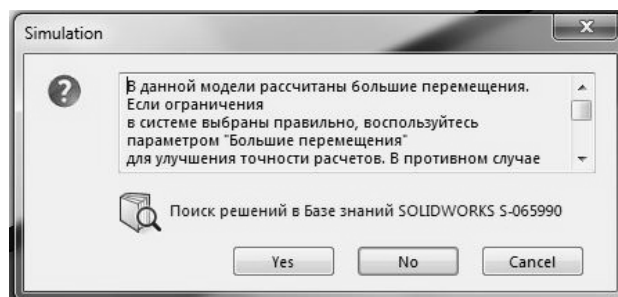 Simulation
В данной модели рассчитаны большие перемещения.
Если ограничения
в системе выбраны правильно, воспользуйтесь
параметром "Большие перемещения"
для улучшения точности расчетов. В противном случае
Поиск решений в Базе знаний SOLIDWORKS S-065990
Yes No Cancel